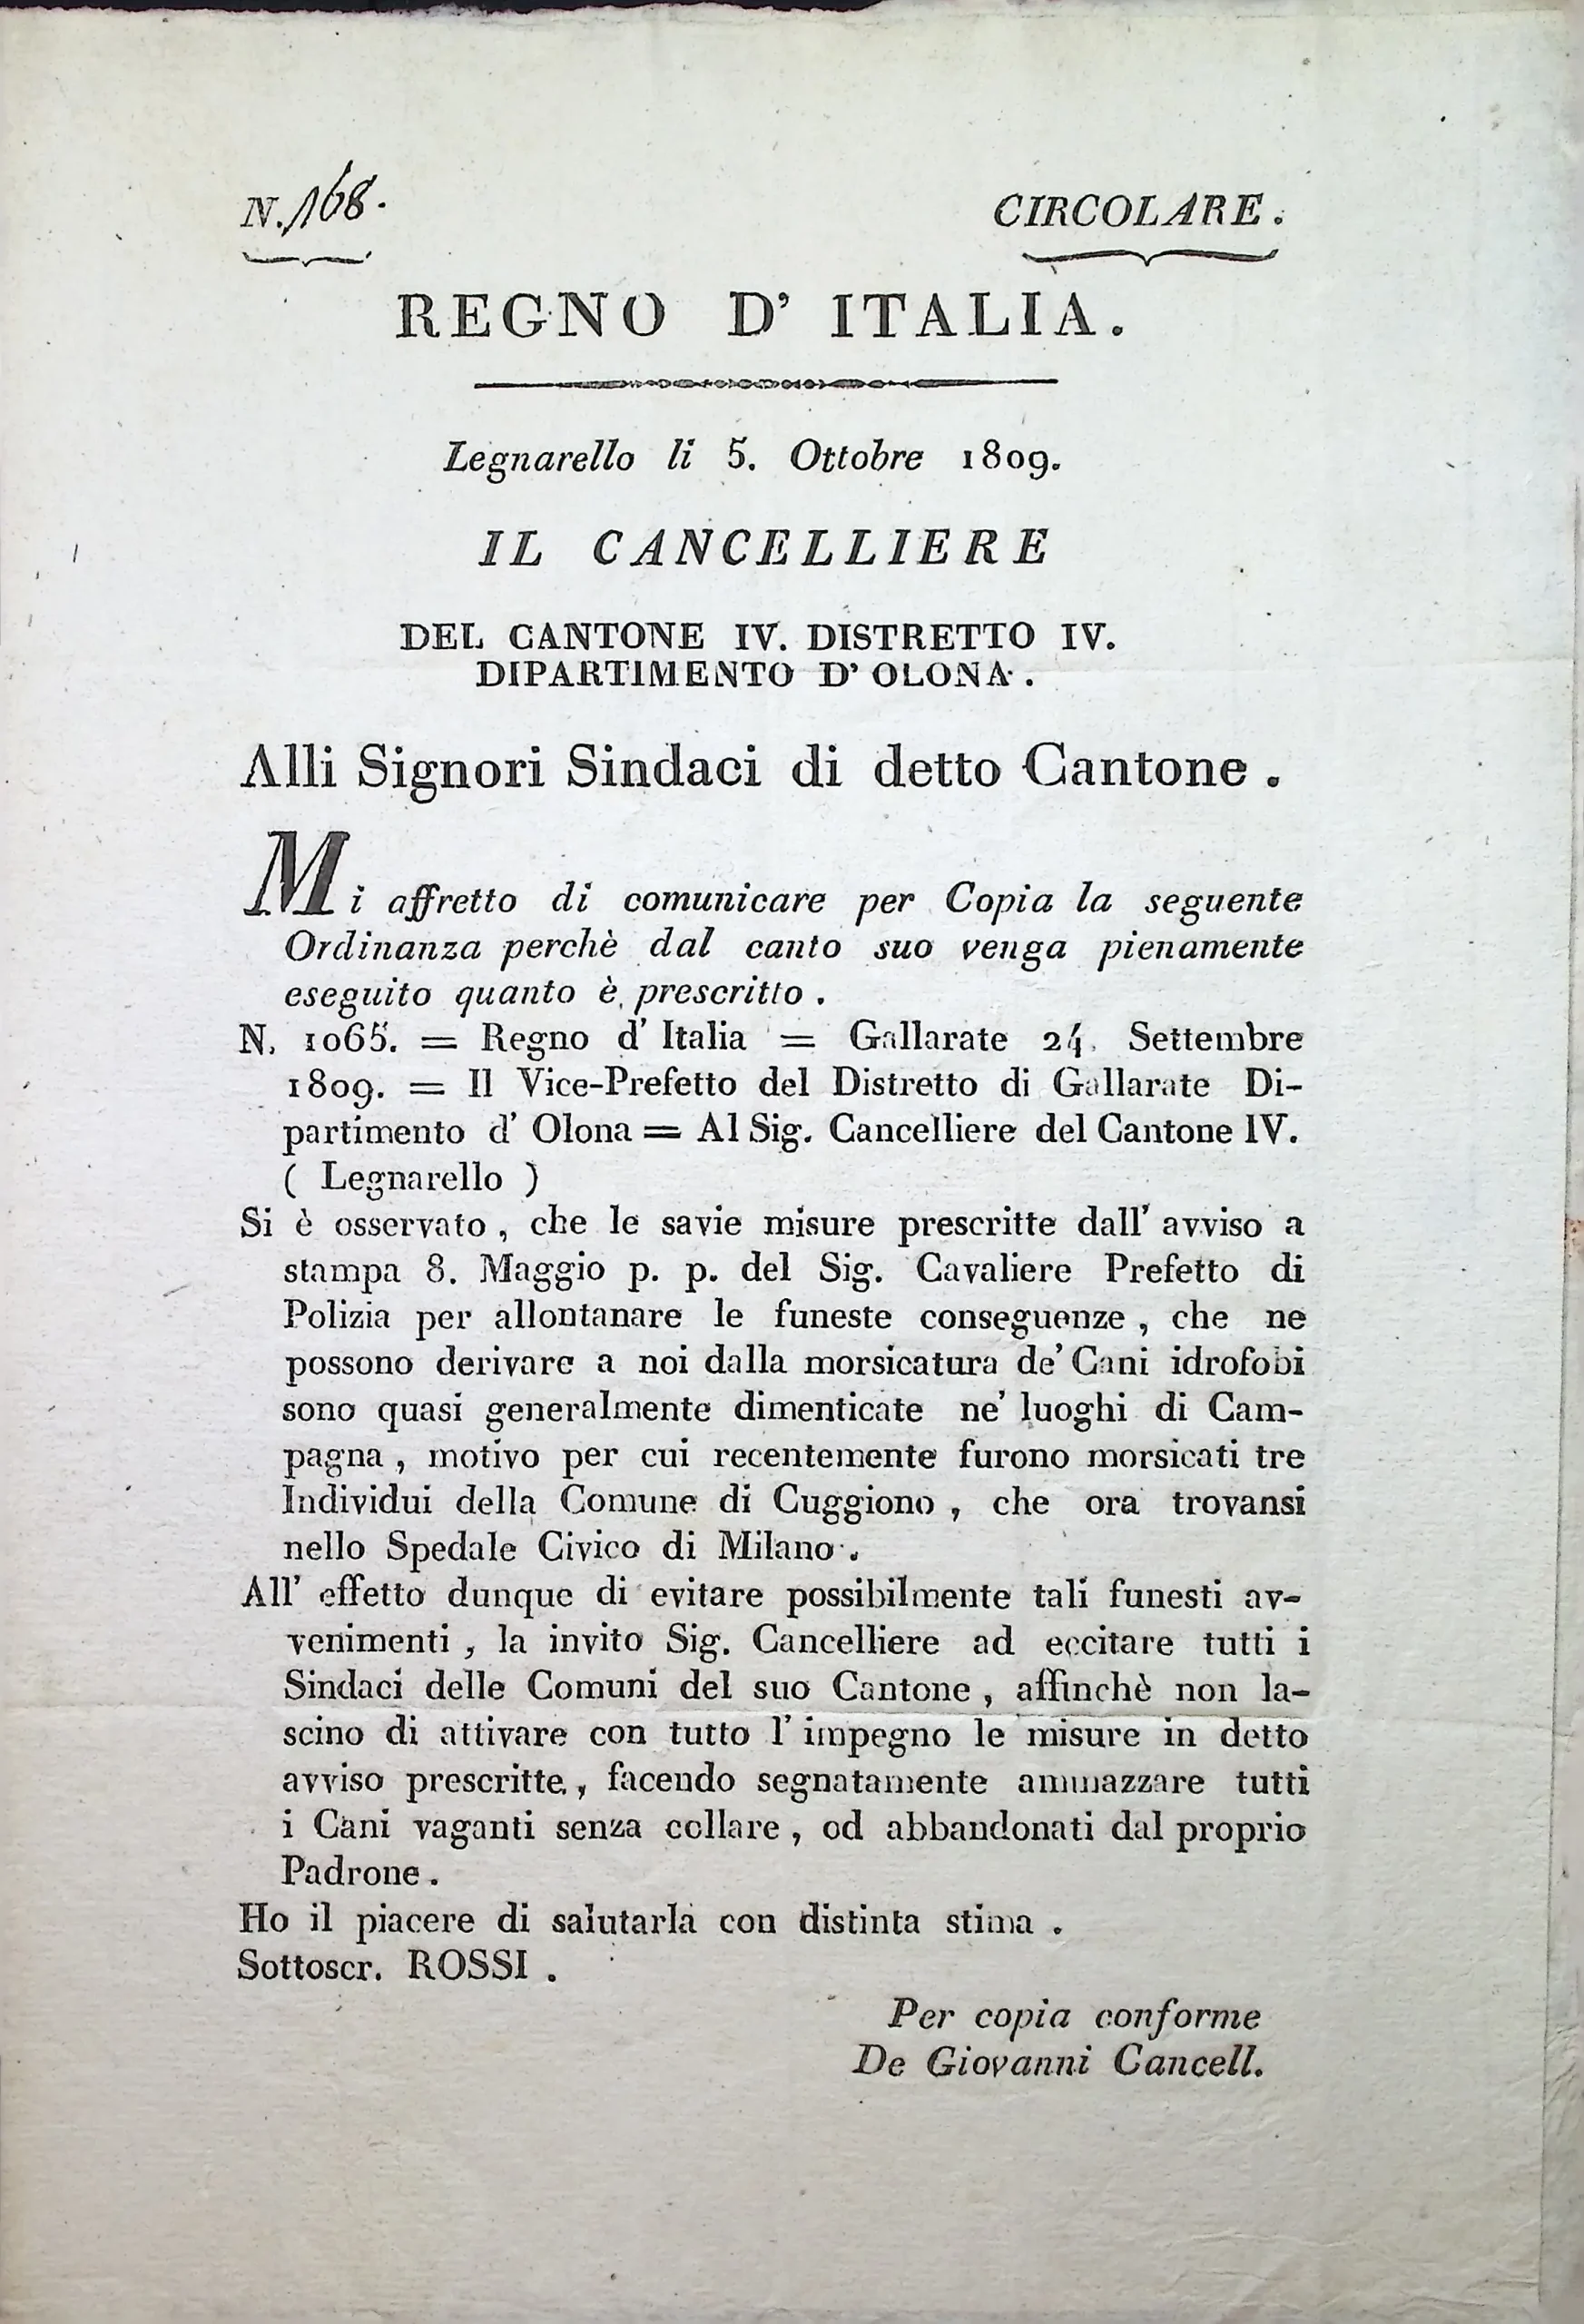 N. 168.
CIRCOLARE.
REGNO D' ITALIA.
Legnarello li 5. Ottobre 1809.
IL CANCELLIERE
DEL CANTONE IV. DISTRETTO IV.
DIPARTIMENTO D' OLONA.
Alli Signori Sindaci di detto Cantone.
Mi affretto di comunicare per Copia la seguente
Ordinanza perchè dal canto suo venga pienamente
eseguito quanto è prescritto.
N. 1065. = Regno d' Italia = Gallarate 24. Settembre
1809. = Il Vice-Prefetto del Distretto di Gallarate Di-
partimento d' Olona = Al Sig. Cancelliere del Cantone IV.
( Legnarello )
Si è osservato, che le savie misure prescritte dall' avviso a
stampa 8. Maggio p. p. del Sig. Cavaliere Prefetto di
Polizia per allontanare le funeste conseguenze, che ne
possono derivare a noi dalla morsicatura de' Cani idrofobi
sono quasi generalmente dimenticate ne' luoghi di Cam-
pagna, motivo per cui recentemente furono morsicati tre
Individui della Comune di Cuggiono, che ora trovansi
nello Spedale Civico di Milano.
All' effetto dunque di evitare possibilmente tali funesti av-
venimenti, la invito Sig. Cancelliere ad eccitare tutti i
Sindaci delle Comuni del suo Cantone, affinchè non la-
scino di attivare con tutto l' impegno le misure in detto
avviso prescritte, facendo segnatamente ammazzare tutti
i Cani vaganti senza collare, od abbandonati dal proprio
Padrone.
Ho il piacere di salutarla con distinta stima.
Sottoscr. ROSSI.
Per copia conforme
De Giovanni Cancell.